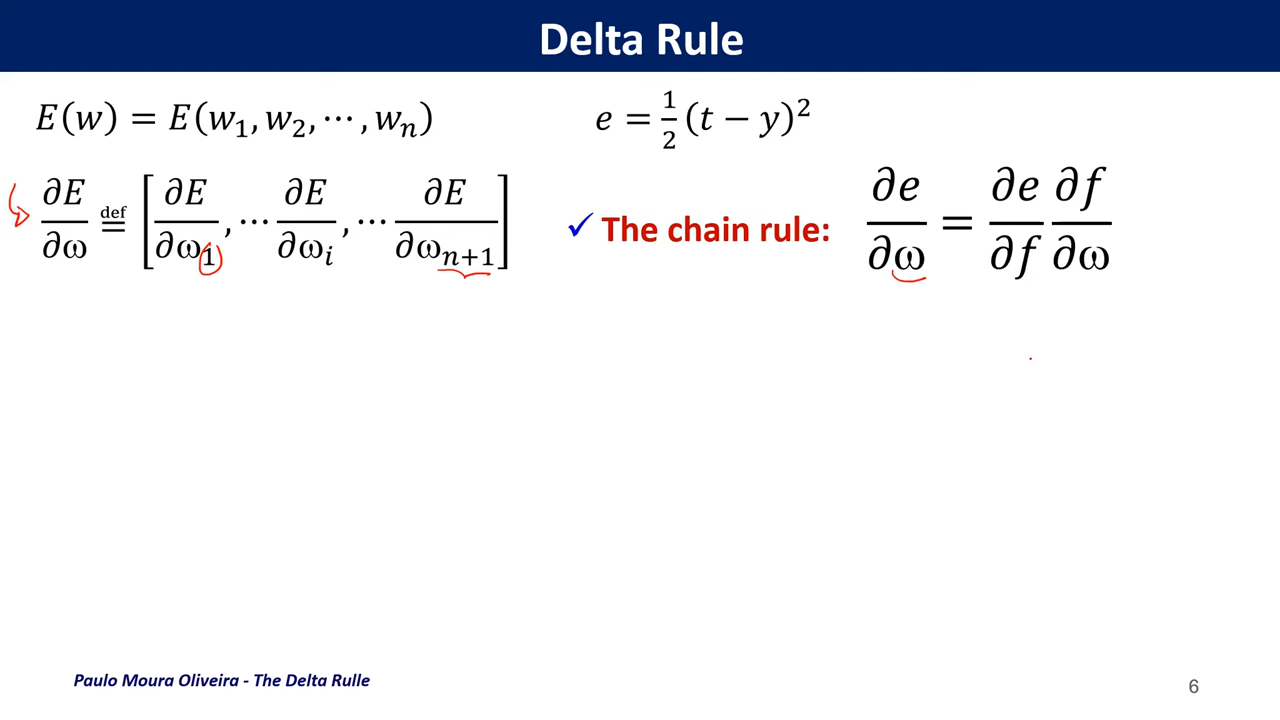 Delta Rule
E(w) = E(w₁, w₂, ⋯, wₙ)
e = 1/2 (t − y)²
∂E/∂ω ≝ [∂E/∂ω₁, ⋯ ∂E/∂ωᵢ, ⋯ ∂E/∂ωₙ₊₁]
✓ The chain rule: ∂e/∂ω = ∂e/∂f ∂f/∂ω
Paulo Moura Oliveira - The Delta Rulle
6